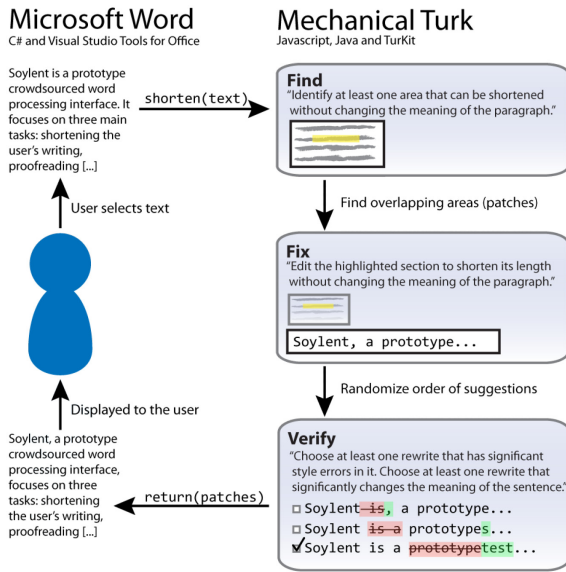 Microsoft Word
C# and Visual Studio Tools for Office
Soylent is a prototype
crowdsourced word
processing interface. It
focuses on three main
tasks: shortening the
user's writing,
proofreading [...]
shorten(text)
User selects text
Displayed to the user
Soylent, a prototype
crowdsourced word
processing interface,
focuses on three
tasks: shortening
the user's writing,
proofreading [...]
return(patches)
Mechanical Turk
Javascript, Java and TurKit
Find
"Identify at least one area that can be shortened
without changing the meaning of the paragraph."
Find overlapping areas (patches)
Fix
"Edit the highlighted section to shorten its length
without changing the meaning of the paragraph."
Soylent, a prototype...
Randomize order of suggestions
Verify
"Choose at least one rewrite that has significant
style errors in it. Choose at least one rewrite that
significantly changes the meaning of the sentence."
Soylent is, a prototype...
Soylent is a prototypes...
Soylent is a prototypetest...